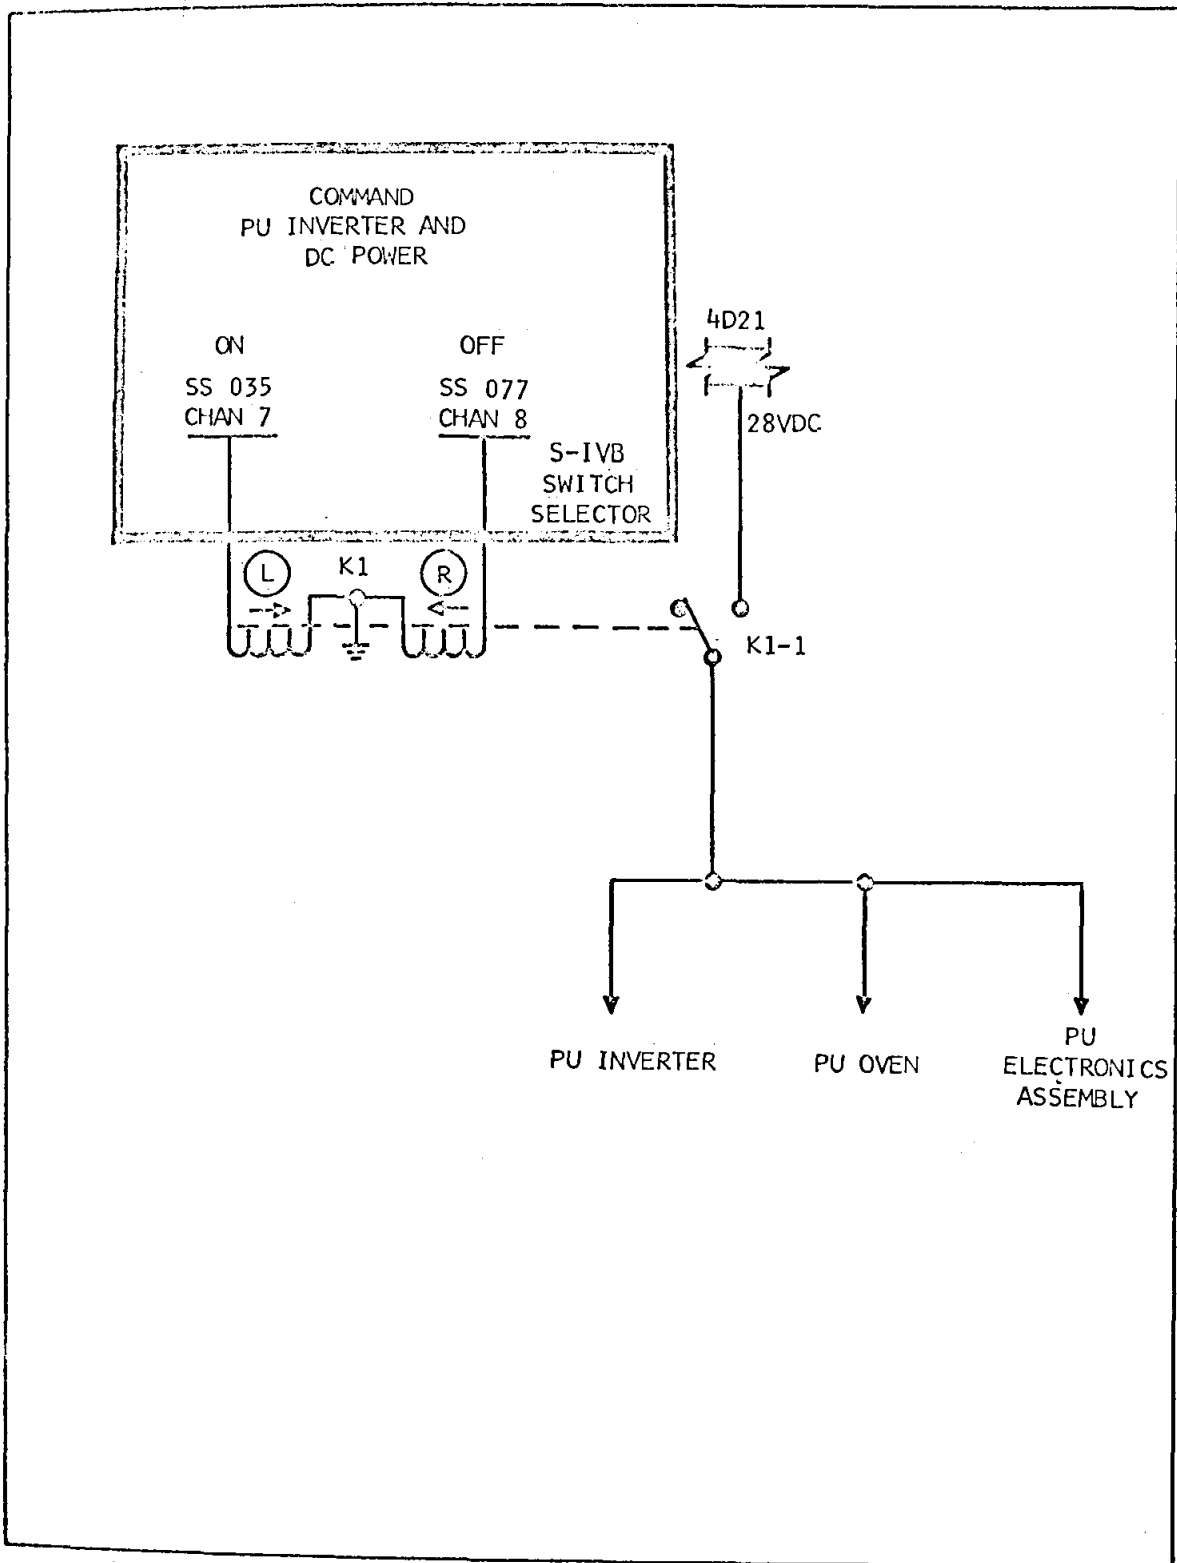 COMMAND
PU INVERTER AND
DC POWER
ON
OFF
SS 035
CHAN 7
SS 077
CHAN 8
S-IVB
SWITCH
SELECTOR
4D21
28VDC
L
K1
R
K1-1
PU INVERTER
PU OVEN
PU
ELECTRONICS
ASSEMBLY